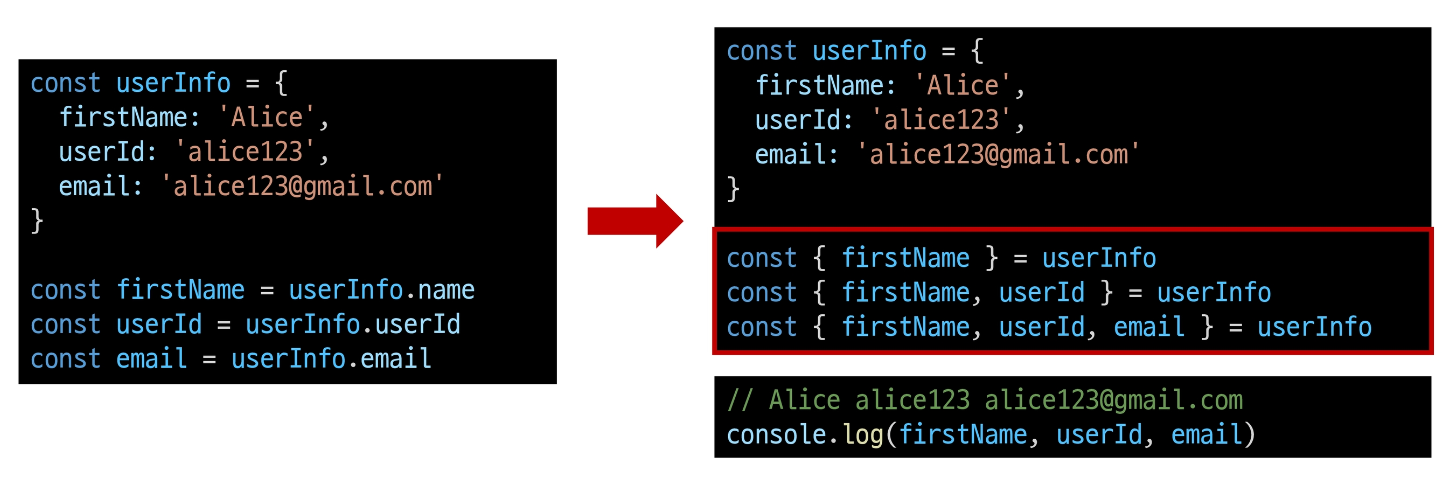 const userInfo = {
  firstName: 'Alice',
  userId: 'alice123',
  email: 'alice123@gmail.com'
}
const firstName = userInfo.name
const userId = userInfo.userId
const email = userInfo.email
const userInfo = {
  firstName: 'Alice',
  userId: 'alice123',
  email: 'alice123@gmail.com'
}
const { firstName } = userInfo
const { firstName, userId } = userInfo
const { firstName, userId, email } = userInfo
// Alice alice123 alice123@gmail.com
console.log(firstName, userId, email)